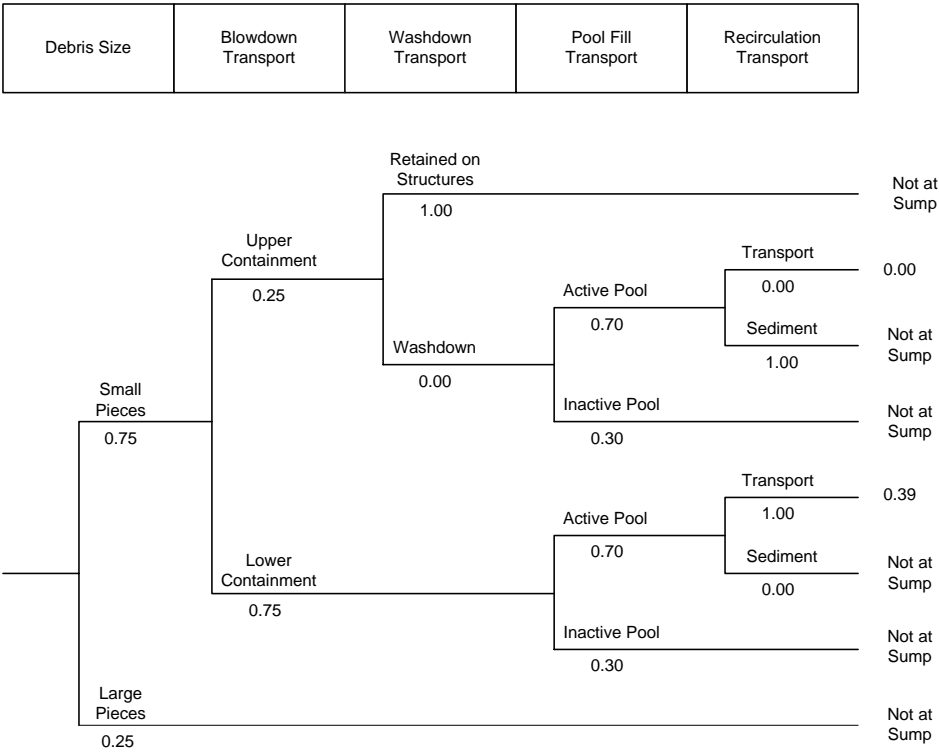 Debris Size
Blowdown
Transport
Washdown
Transport
Pool Fill
Transport
Recirculation
Transport
Retained on
Structures
1.00
Not at
Sump
Upper
Containment
0.25
Transport
0.00
0.00
Active Pool
0.70
Sediment
1.00
Not at
Sump
Washdown
0.00
Inactive Pool
0.30
Not at
Sump
Small
Pieces
0.75
Transport
1.00
0.39
Active Pool
0.70
Sediment
0.00
Not at
Sump
Lower
Containment
0.75
Inactive Pool
0.30
Not at
Sump
Large
Pieces
0.25
Not at
Sump